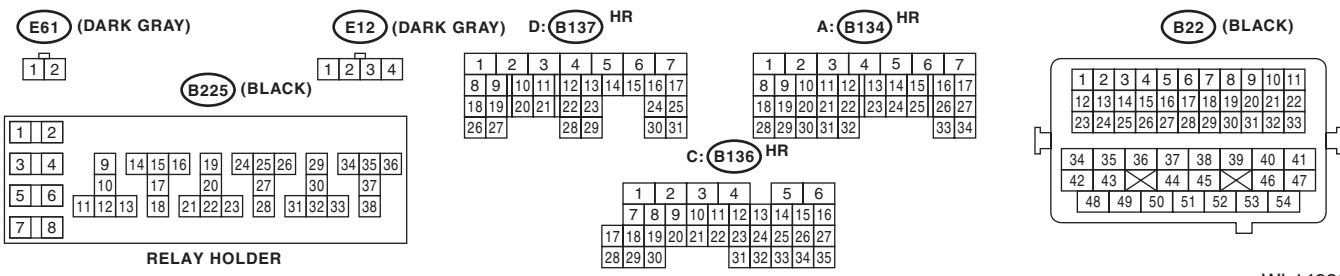 E61 (DARK GRAY)
1 2
E12 (DARK GRAY)
1 2 3 4
B225 (BLACK)
1 2
3 4 9 14 15 16 19 24 25 26 29 34 35 36
10 17 20 27 30 37
5 6 11 12 13 18 21 22 23 28 31 32 33 38
7 8
RELAY HOLDER
D: B137 HR
1 2 3 4 5 6 7
8 9 10 11 12 13 14 15 16 17
18 19 20 21 22 23 24 25
26 27 28 29 30 31
A: B134 HR
1 2 3 4 5 6 7
8 9 10 11 12 13 14 15 16 17
18 19 20 21 22 23 24 25 26 27
28 29 30 31 32 33 34
C: B136 HR
1 2 3 4 5 6
7 8 9 10 11 12 13 14 15 16
17 18 19 20 21 22 23 24 25 26 27
28 29 30 31 32 33 34 35
B22 (BLACK)
1 2 3 4 5 6 7 8 9 10 11
12 13 14 15 16 17 18 19 20 21 22
23 24 25 26 27 28 29 30 31 32 33
34 35 36 37 38 39 40 41
42 43 44 45 46 47
48 49 50 51 52 53 54